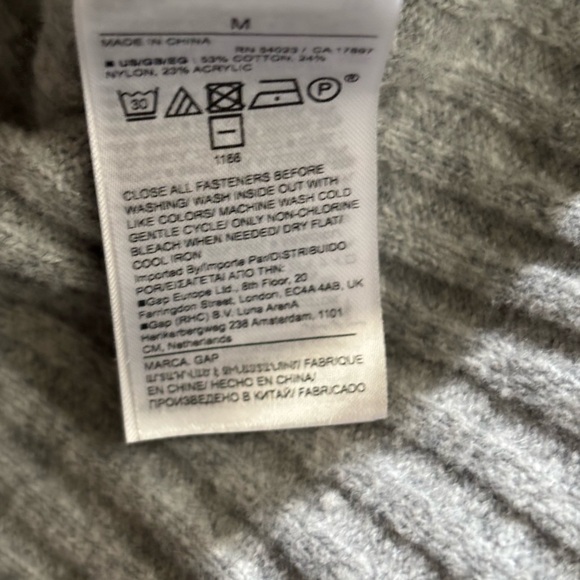 M
MADE IN CHINA
RN 54023 / CA 17897
■ US/GB/EG : 53% COTTON, 24%
NYLON, 23% ACRYLIC
30 P ®
1166
CLOSE ALL FASTENERS BEFORE
WASHING/ WASH INSIDE OUT WITH
LIKE COLORS/ MACHINE WASH COLD
GENTLE CYCLE/ ONLY NON-CHLORINE
BLEACH WHEN NEEDED/ DRY FLAT/
COOL IRON
Imported By/Importe Par/DISTRIBUIDO
POR/ΕΙΣΑΓΕΤΑΙ ΑΠΟ ΤΗΝ:
■Gap Europe Ltd., 8th Floor, 20
Farringdon Street, London, EC4A 4AB, UK
■Gap (RHC) B.V. Luna ArenA
Herikerbergweg 238 Amsterdam, 1101
CM, Netherlands
MARCA. GAP
FABRIQUE
EN CHINE/ HECHO EN CHINA/
ПРОИЗВЕДЕНО В КИТАЙ/ FABRICADO